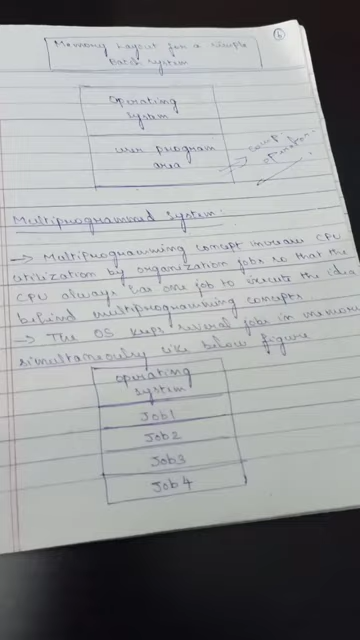 6
Memory Layout for a simple
Batch system
Operating
system
user program
area
Multiprogrammed system:
→ Multiprogramming concept increase CPU
utilization by organization jobs so that the
CPU always has one job to execute the idea
behind multiprogramming concepts
→ The OS keeps several jobs in memory
simultaneously like below figure
operating
system
Job1
Job2
Job3
Job4